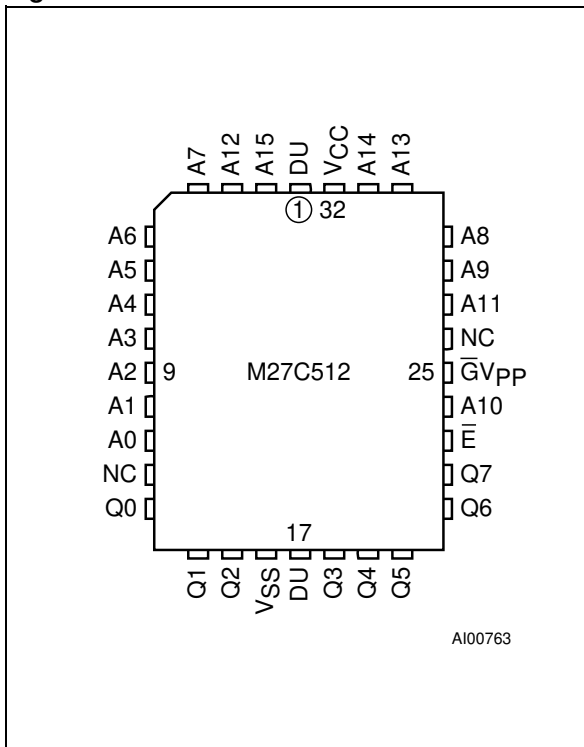 A7
A12
A15
DU
VCC
A14
A13
1 32
A6
A8
A5
A9
A4
A11
A3
NC
A2 9 M27C512 25 G̅VPP
A1
A10
A0
E̅
NC
Q7
Q0
Q6
17
Q1
Q2
VSS
DU
Q3
Q4
Q5
AI00763